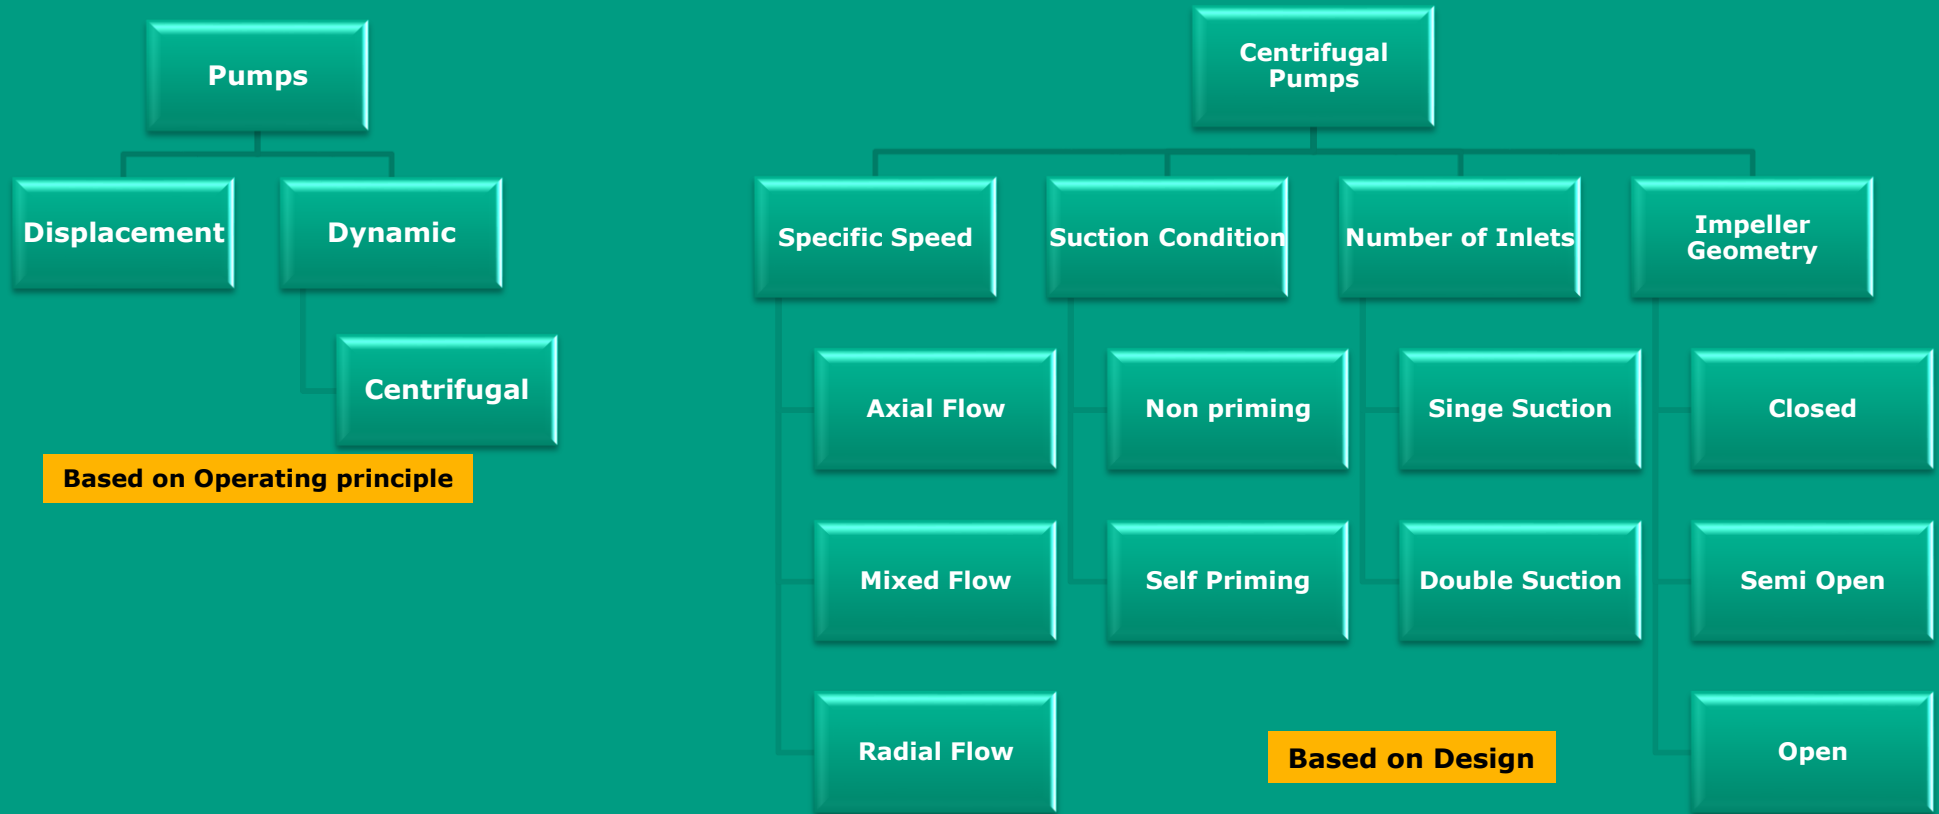 Pumps
Displacement
Dynamic
Centrifugal
Based on Operating principle
Centrifugal
Pumps
Specific Speed
Suction Condition
Number of Inlets
Impeller
Geometry
Axial Flow
Non priming
Singe Suction
Closed
Mixed Flow
Self Priming
Double Suction
Semi Open
Radial Flow
Open
Based on Design